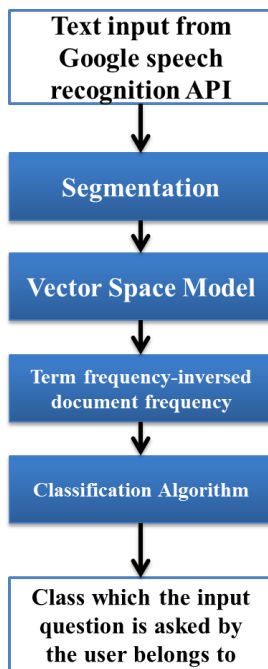 Text input from
Google speech
recognition API
Segmentation
Vector Space Model
Term frequency-inversed
document frequency
Classification Algorithm
Class which the input
question is asked by
the user belongs to